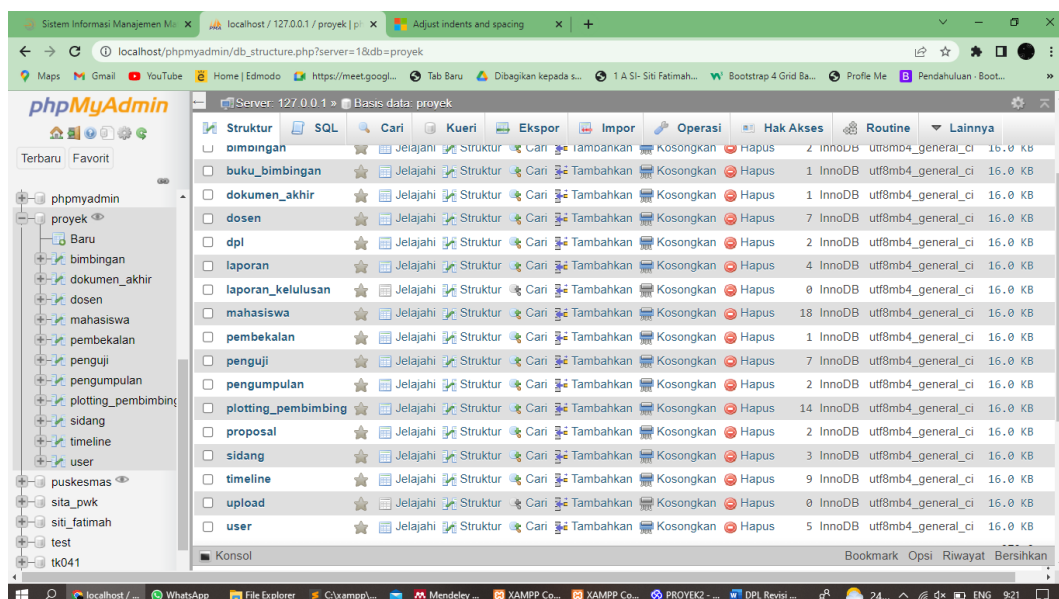 Sistem Informasi Manajemen Ma
localhost / 127.0.0.1 / proyek | ph
Adjust indents and spacing
localhost/phpmyadmin/db_structure.php?server=1&db=proyek
Maps Gmail YouTube Home | Edmodo https://meet.googl... Tab Baru Dibagikan kepada s... 1 A SI- Siti Fatimah... Bootstrap 4 Grid Ba... Profle Me Pendahuluan · Boot... »
phpMyAdmin
Terbaru Favorit
phpmyadmin
proyek
Baru
bimbingan
dokumen_akhir
dosen
mahasiswa
pembekalan
penguji
pengumpulan
plotting_pembimbing
sidang
timeline
user
puskesmas
sita_pwk
siti_fatimah
test
tk041
Server: 127.0.0.1 » Basis data: proyek
Struktur SQL Cari Kueri Ekspor Impor Operasi Hak Akses Routine Lainnya
bimbingan Jelajahi Struktur Cari Tambahkan Kosongkan Hapus 2 InnoDB utf8mb4_general_ci 16.0 KB
buku_bimbingan Jelajahi Struktur Cari Tambahkan Kosongkan Hapus 1 InnoDB utf8mb4_general_ci 16.0 KB
dokumen_akhir Jelajahi Struktur Cari Tambahkan Kosongkan Hapus 1 InnoDB utf8mb4_general_ci 16.0 KB
dosen Jelajahi Struktur Cari Tambahkan Kosongkan Hapus 7 InnoDB utf8mb4_general_ci 16.0 KB
dpl Jelajahi Struktur Cari Tambahkan Kosongkan Hapus 2 InnoDB utf8mb4_general_ci 16.0 KB
laporan Jelajahi Struktur Cari Tambahkan Kosongkan Hapus 4 InnoDB utf8mb4_general_ci 16.0 KB
laporan_kelulusan Jelajahi Struktur Cari Tambahkan Kosongkan Hapus 0 InnoDB utf8mb4_general_ci 16.0 KB
mahasiswa Jelajahi Struktur Cari Tambahkan Kosongkan Hapus 18 InnoDB utf8mb4_general_ci 16.0 KB
pembekalan Jelajahi Struktur Cari Tambahkan Kosongkan Hapus 1 InnoDB utf8mb4_general_ci 16.0 KB
penguji Jelajahi Struktur Cari Tambahkan Kosongkan Hapus 7 InnoDB utf8mb4_general_ci 16.0 KB
pengumpulan Jelajahi Struktur Cari Tambahkan Kosongkan Hapus 2 InnoDB utf8mb4_general_ci 16.0 KB
plotting_pembimbing Jelajahi Struktur Cari Tambahkan Kosongkan Hapus 14 InnoDB utf8mb4_general_ci 16.0 KB
proposal Jelajahi Struktur Cari Tambahkan Kosongkan Hapus 2 InnoDB utf8mb4_general_ci 16.0 KB
sidang Jelajahi Struktur Cari Tambahkan Kosongkan Hapus 3 InnoDB utf8mb4_general_ci 16.0 KB
timeline Jelajahi Struktur Cari Tambahkan Kosongkan Hapus 9 InnoDB utf8mb4_general_ci 16.0 KB
upload Jelajahi Struktur Cari Tambahkan Kosongkan Hapus 0 InnoDB utf8mb4_general_ci 16.0 KB
user Jelajahi Struktur Cari Tambahkan Kosongkan Hapus 5 InnoDB utf8mb4_general_ci 16.0 KB
Konsol Bookmark Opsi Riwayat Bersihkan
localhost / ... WhatsApp File Explorer C:\xampp\... Mendeley ... XAMPP Co... XAMPP Co... PROYEK2 - ... DPL Revisi ... 24... ENG 9:21